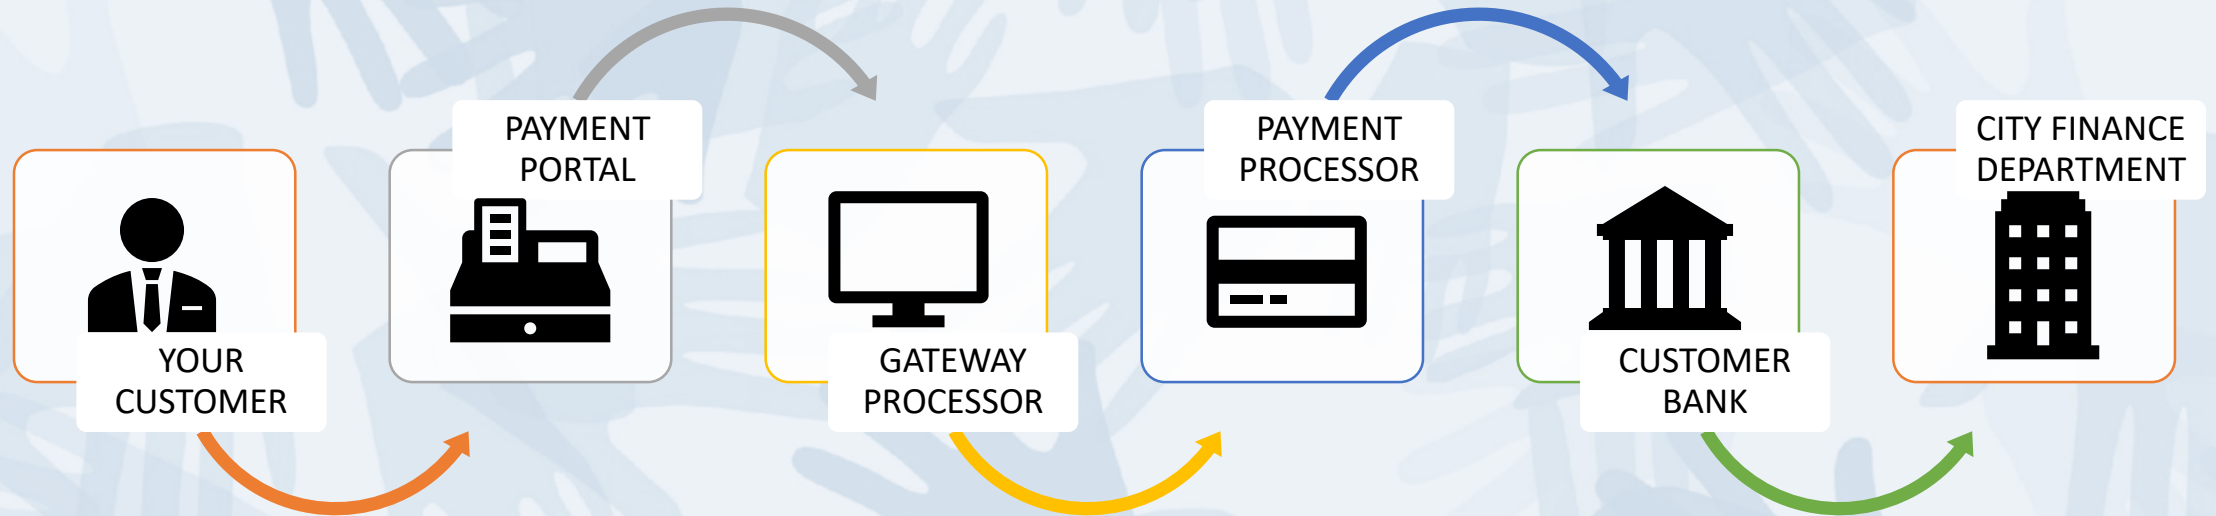 YOUR
CUSTOMER
PAYMENT
PORTAL
GATEWAY
PROCESSOR
PAYMENT
PROCESSOR
CUSTOMER
BANK
CITY FINANCE
DEPARTMENT